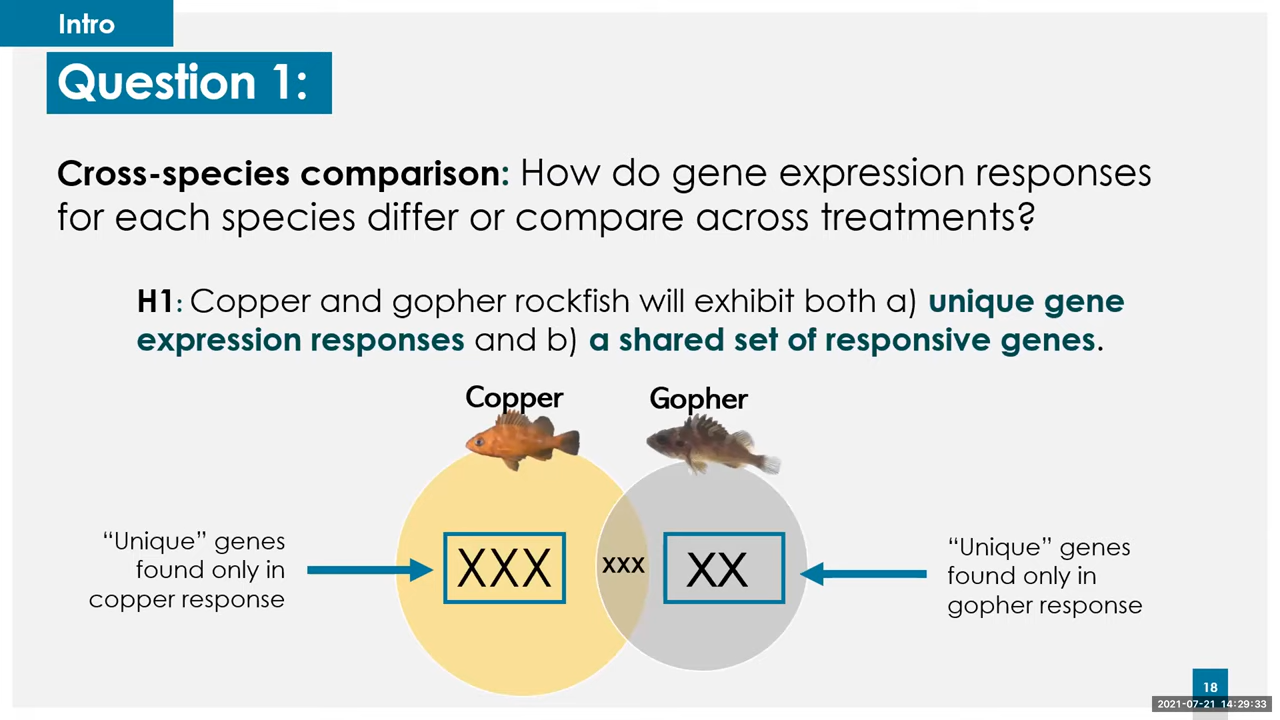 Intro
Question 1:
Cross-species comparison: How do gene expression responses
for each species differ or compare across treatments?
H1: Copper and gopher rockfish will exhibit both a) unique gene
expression responses and b) a shared set of responsive genes.
Copper
Gopher
“Unique” genes
found only in
copper response
XXX
XXX
XX
“Unique” genes
found only in
gopher response
18
2021-07-21 14:29:33